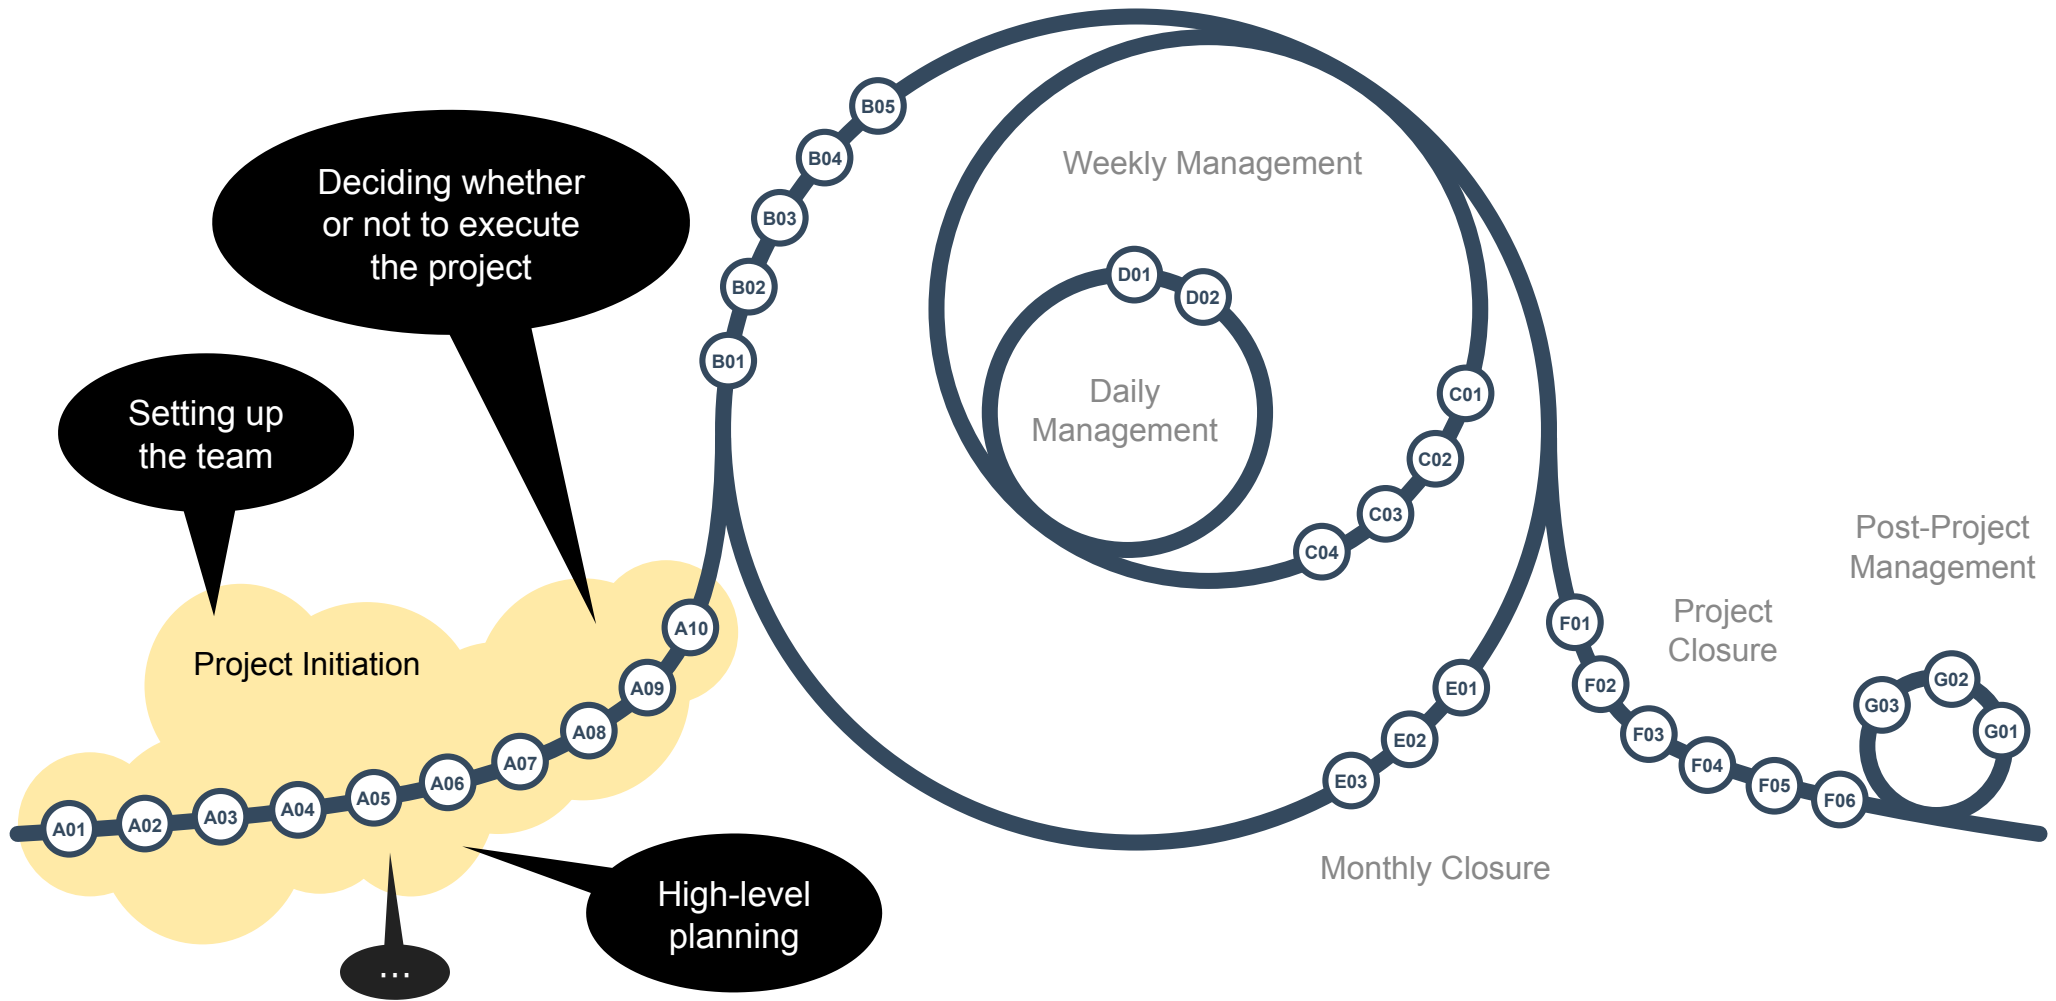 Deciding whether
or not to execute
the project
Setting up
the team
Project Initiation
A01
A02
A03
A04
A05
A06
A07
A08
A09
A10
High-level
planning
...
B01
B02
B03
B04
B05
Weekly Management
C01
C02
C03
C04
D01
D02
Daily
Management
E01
E02
E03
Monthly Closure
F01
F02
F03
F04
F05
F06
Project
Closure
Post-Project
Management
G01
G02
G03